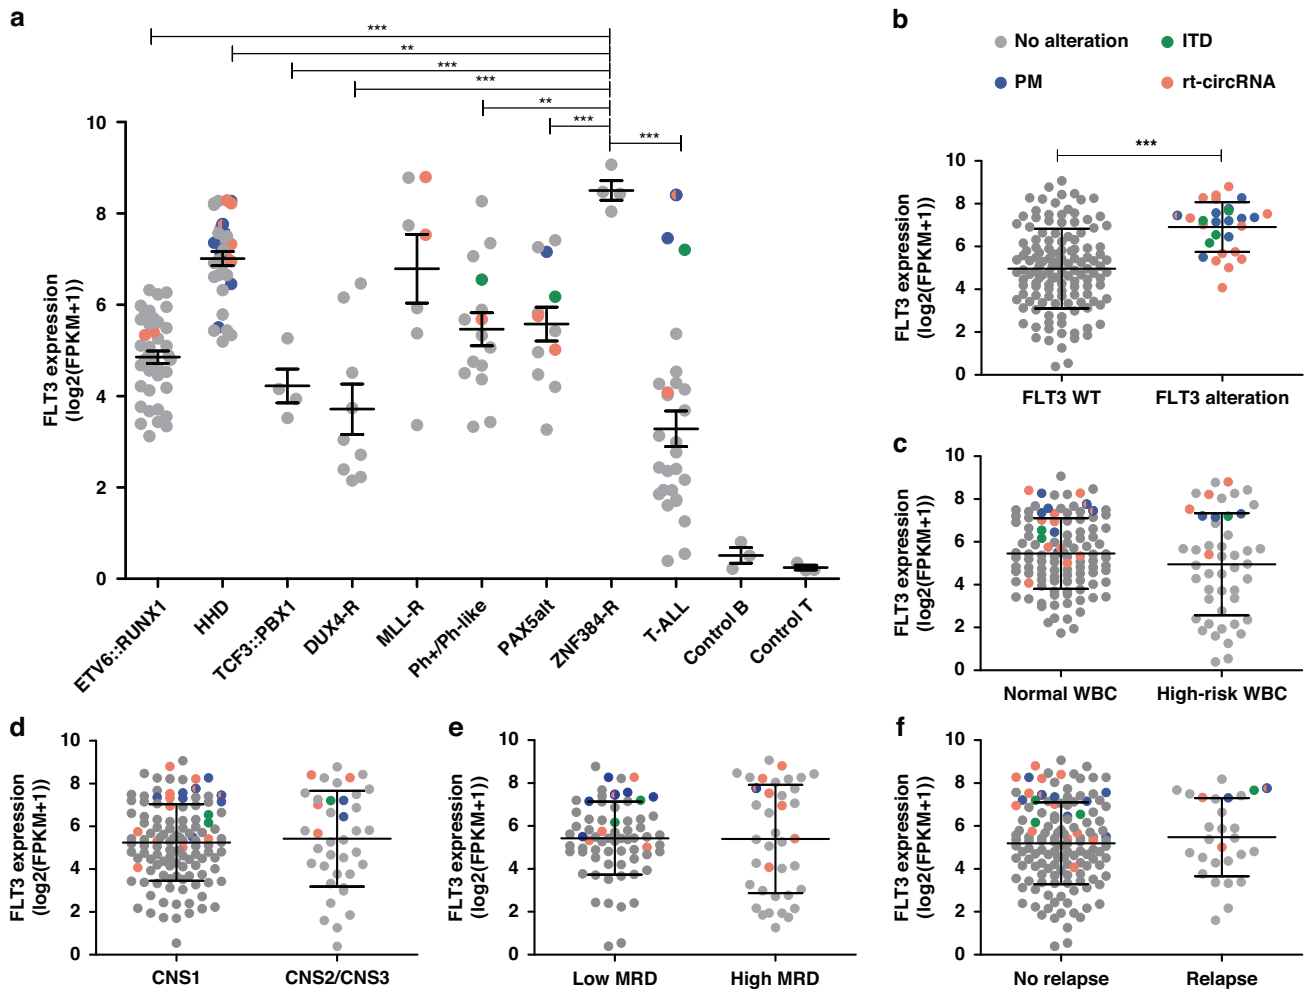 a
***
**
***
***
**
***
***
FLT3 expression
(log2(FPKM+1))
10
8
6
4
2
0
ETV6::RUNX1
HHD
TCF3::PBX1
DUX4-R
MLL-R
Ph+/Ph-like
PAX5alt
ZNF384-R
T-ALL
Control B
Control T
b
No alteration
ITD
PM
rt-circRNA
***
FLT3 expression
(log2(FPKM+1))
10
8
6
4
2
0
FLT3 WT
FLT3 alteration
c
FLT3 expression
(log2(FPKM+1))
10
8
6
4
2
0
Normal WBC
High-risk WBC
d
FLT3 expression
(log2(FPKM+1))
10
8
6
4
2
0
CNS1
CNS2/CNS3
e
FLT3 expression
(log2(FPKM+1))
10
8
6
4
2
0
Low MRD
High MRD
f
FLT3 expression
(log2(FPKM+1))
10
8
6
4
2
0
No relapse
Relapse